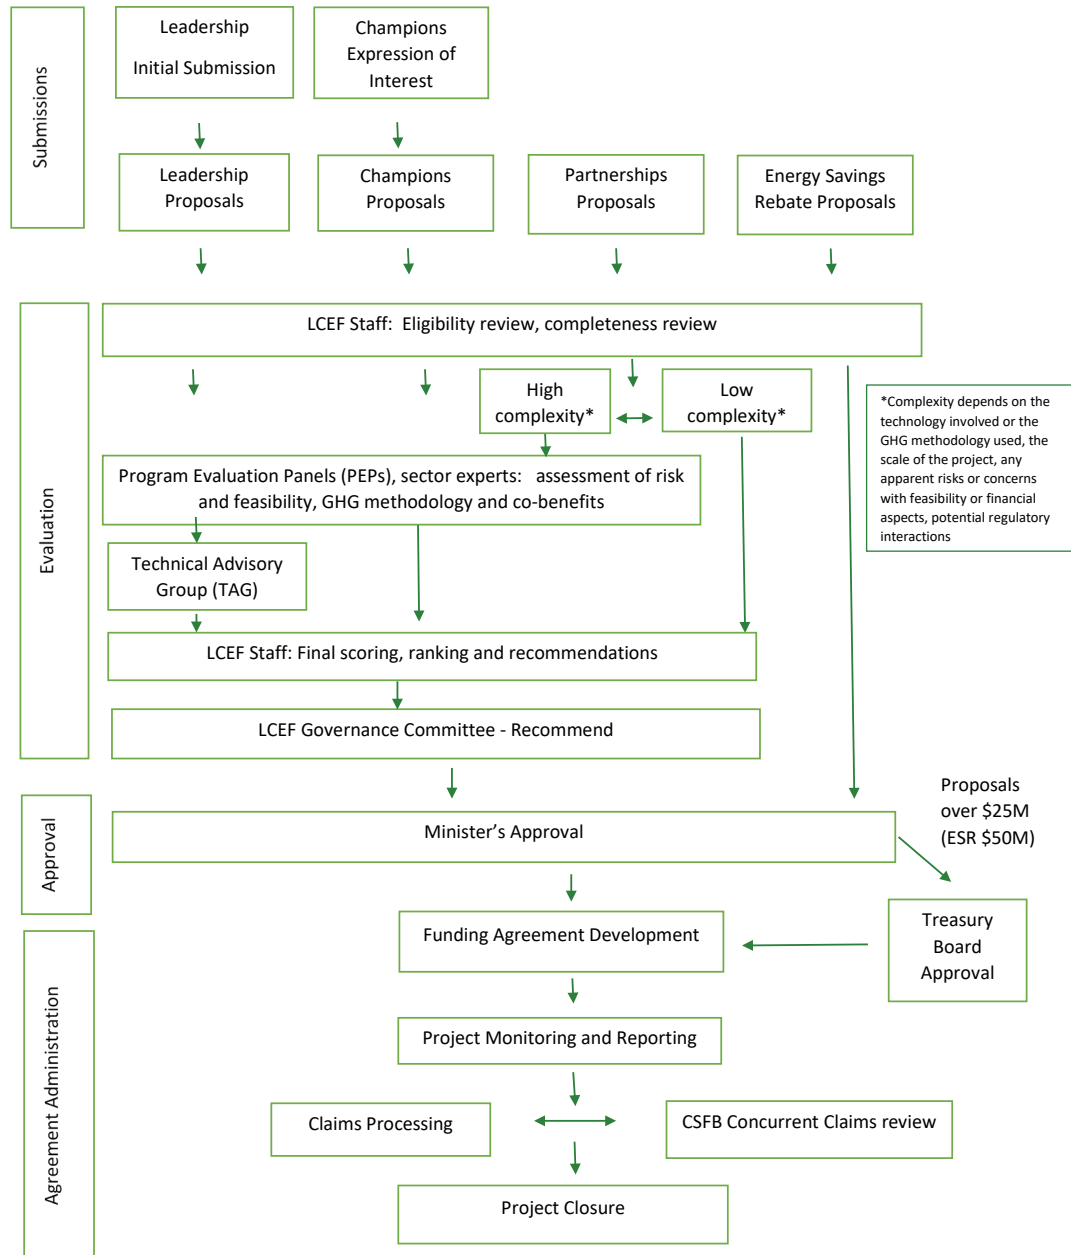 Submissions
Leadership
Initial Submission
Champions
Expression of
Interest
Leadership
Proposals
Champions
Proposals
Partnerships
Proposals
Energy Savings
Rebate Proposals
Evaluation
LCEF Staff:  Eligibility review, completeness review
High
complexity*
Low
complexity*
*Complexity depends on the
technology involved or the
GHG methodology used, the
scale of the project, any
apparent risks or concerns
with feasibility or financial
aspects, potential regulatory
interactions
Program Evaluation Panels (PEPs), sector experts:   assessment of risk
and feasibility, GHG methodology and co-benefits
Technical Advisory
Group (TAG)
LCEF Staff: Final scoring, ranking and recommendations
LCEF Governance Committee - Recommend
Approval
Minister’s Approval
Proposals
over $25M
(ESR $50M)
Agreement Administration
Funding Agreement Development
Treasury
Board
Approval
Project Monitoring and Reporting
Claims Processing
CSFB Concurrent Claims review
Project Closure